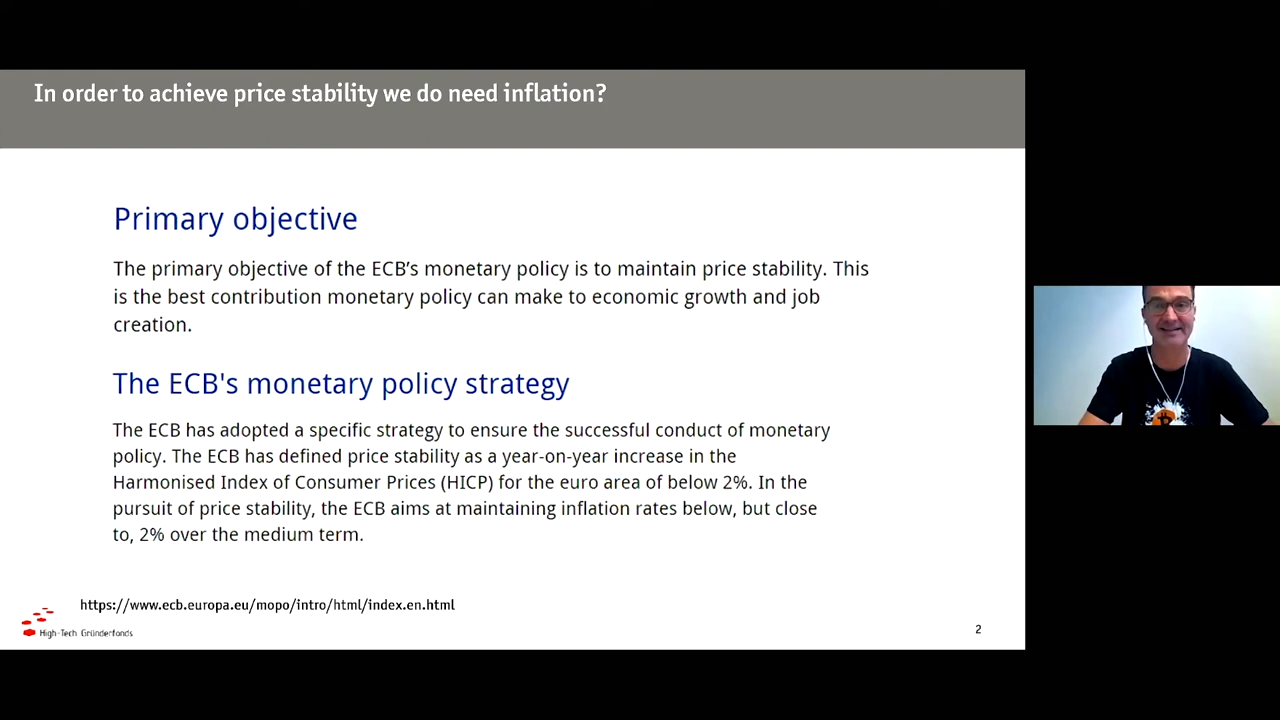 In order to achieve price stability we do need inflation?
Primary objective
The primary objective of the ECB's monetary policy is to maintain price stability. This
is the best contribution monetary policy can make to economic growth and job
creation.
The ECB's monetary policy strategy
The ECB has adopted a specific strategy to ensure the successful conduct of monetary
policy. The ECB has defined price stability as a year-on-year increase in the
Harmonised Index of Consumer Prices (HICP) for the euro area of below 2%. In the
pursuit of price stability, the ECB aims at maintaining inflation rates below, but close
to, 2% over the medium term.
https://www.ecb.europa.eu/mopo/intro/html/index.en.html
High-Tech Gründerfonds
2